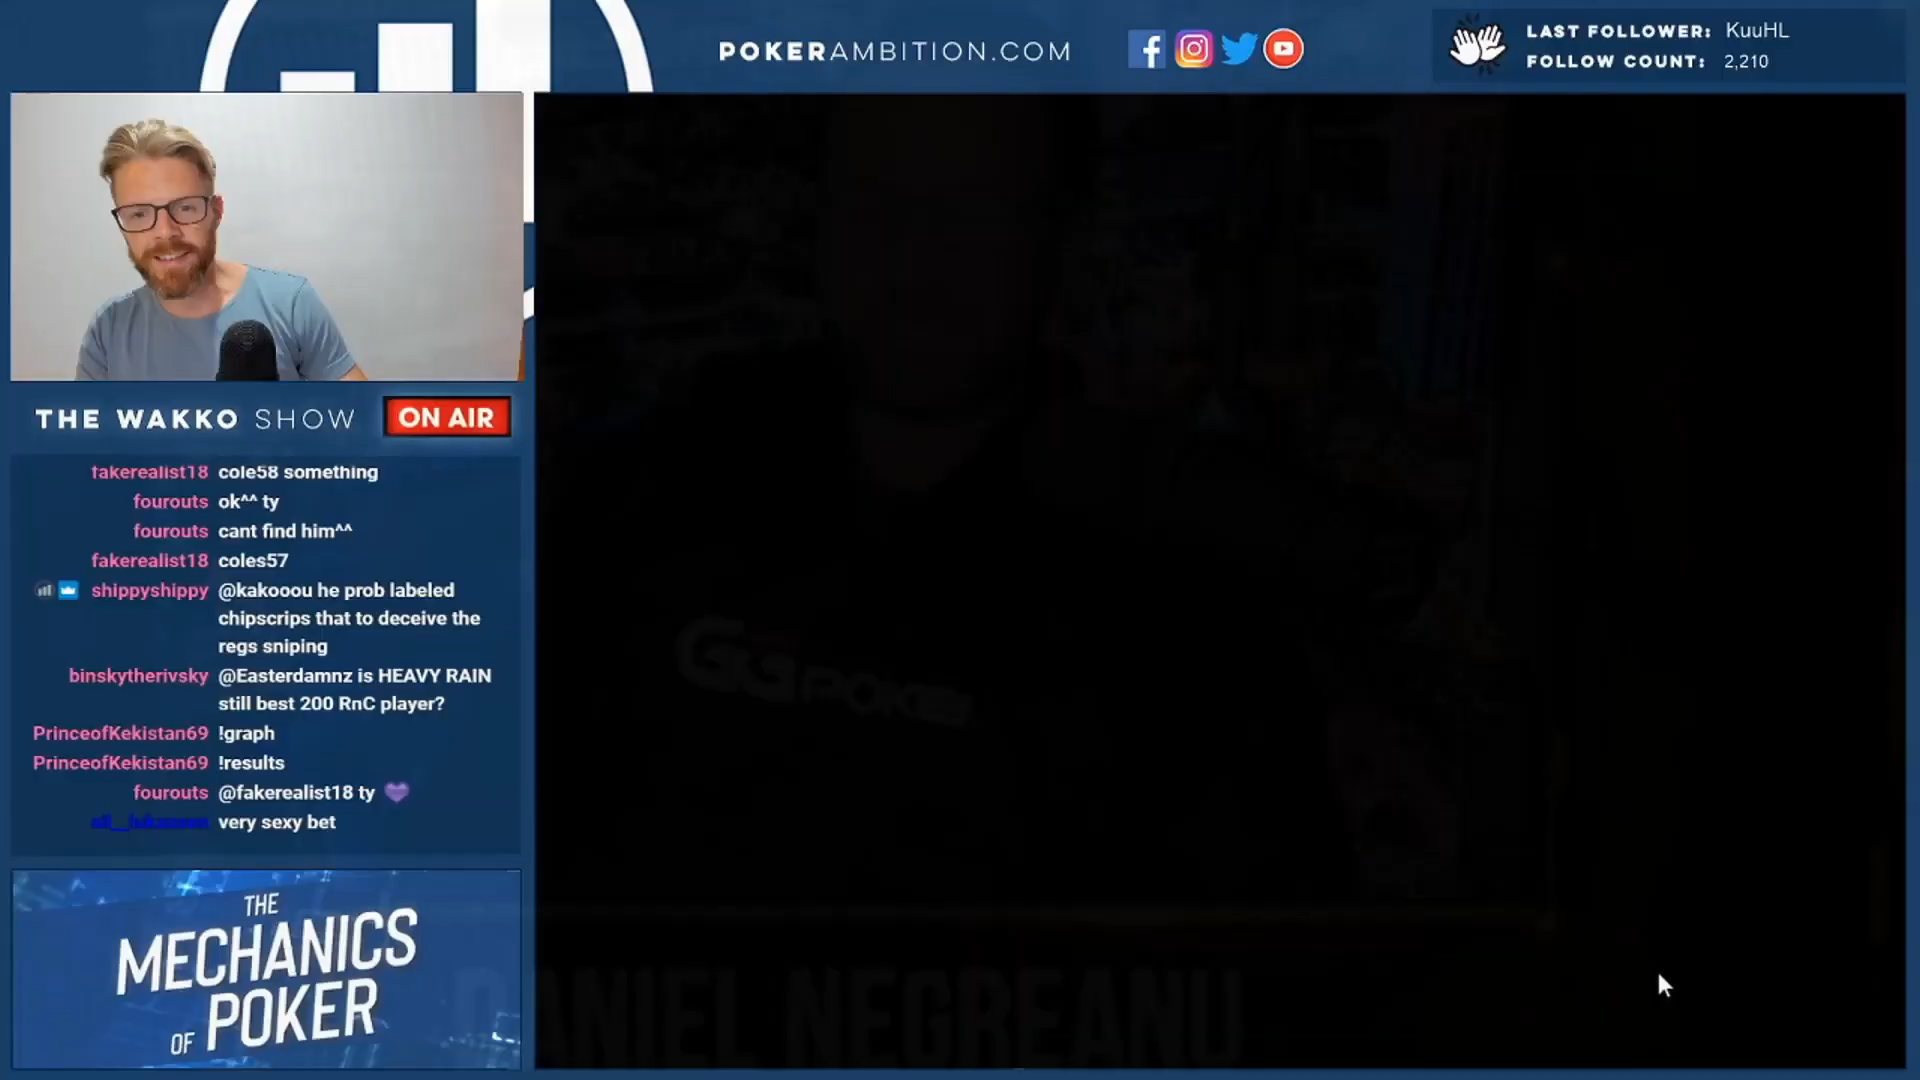 POKERAMBITION.COM
LAST FOLLOWER: KuuHL
FOLLOW COUNT: 2,210
THE WAKKO SHOW
ON AIR
fakerealist18 cole58 something
fourouts ok^^ ty
fourouts cant find him^^
fakerealist18 coles57
shippyshippy @kakooou he prob labeled
chipscrips that to deceive the
regs sniping
binskytherivsky @Easterdamnz is HEAVY RAIN
still best 200 RnC player?
PrinceofKekistan69 !graph
PrinceofKekistan69 !results
fourouts @fakerealist18 ty
very sexy bet
THE
MECHANICS
OF POKER
GGPOKER
DANIEL NEGREANU